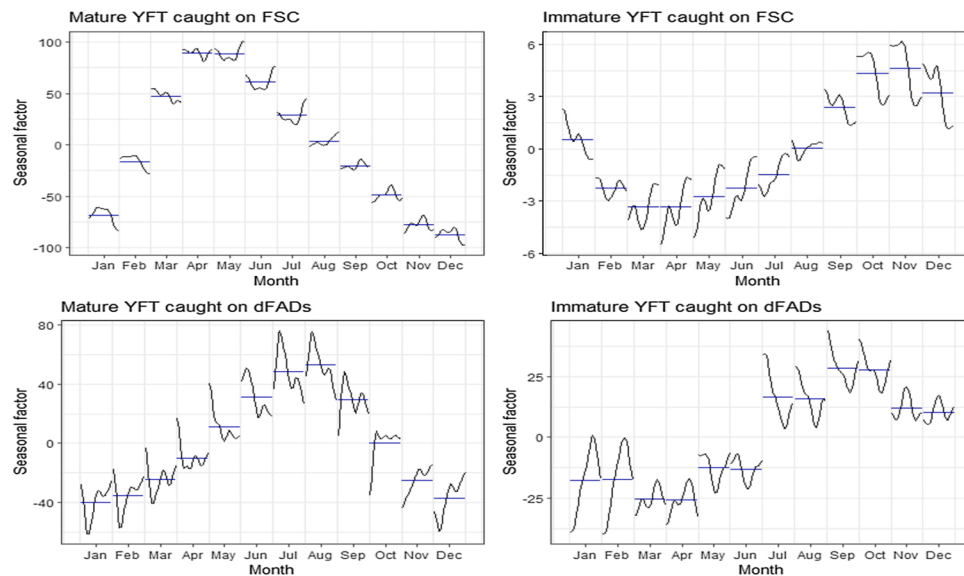 Mature YFT caught on FSC
Seasonal factor
100
50
0
-50
-100
Jan Feb Mar Apr May Jun Jul Aug Sep Oct Nov Dec
Month
Immature YFT caught on FSC
Seasonal factor
6
3
0
-3
-6
Jan Feb Mar Apr May Jun Jul Aug Sep Oct Nov Dec
Month
Mature YFT caught on dFADs
Seasonal factor
80
40
0
-40
Jan Feb Mar Apr May Jun Jul Aug Sep Oct Nov Dec
Month
Immature YFT caught on dFADs
Seasonal factor
25
0
-25
Jan Feb Mar Apr May Jun Jul Aug Sep Oct Nov Dec
Month